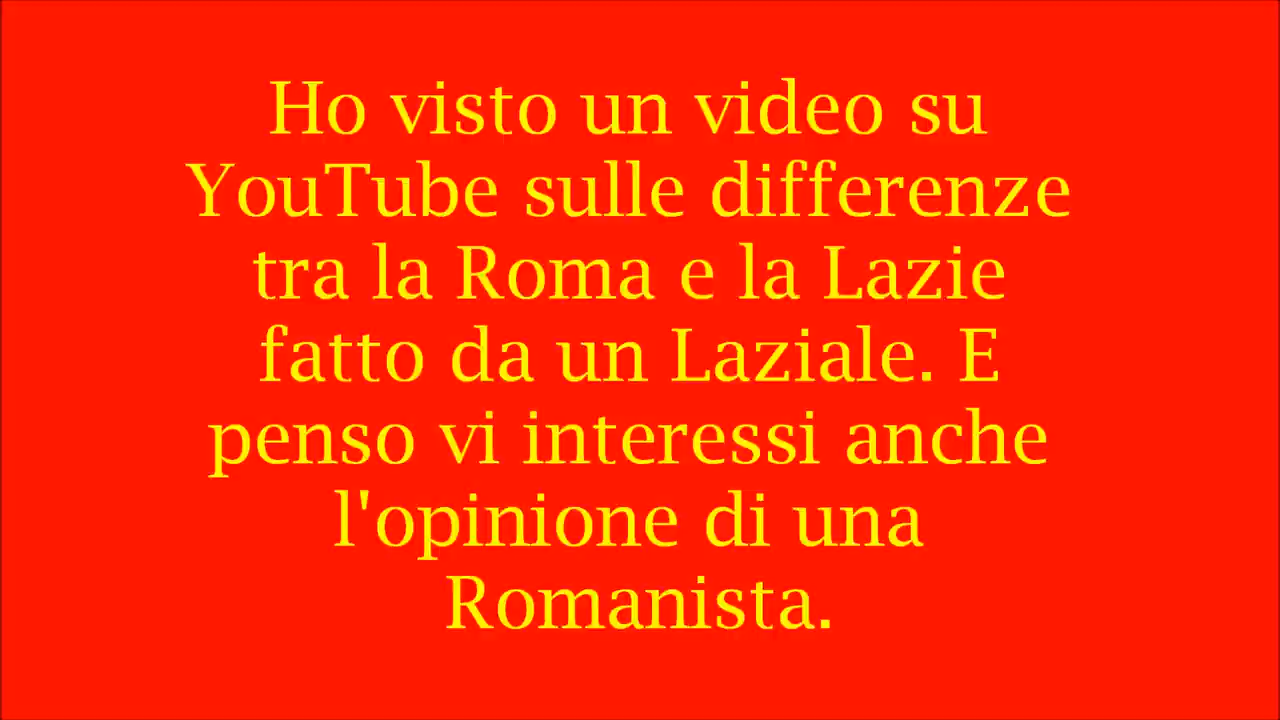 Ho visto un video su
YouTube sulle differenze
tra la Roma e la Lazie
fatto da un Laziale. E
penso vi interessi anche
l'opinione di una
Romanista.